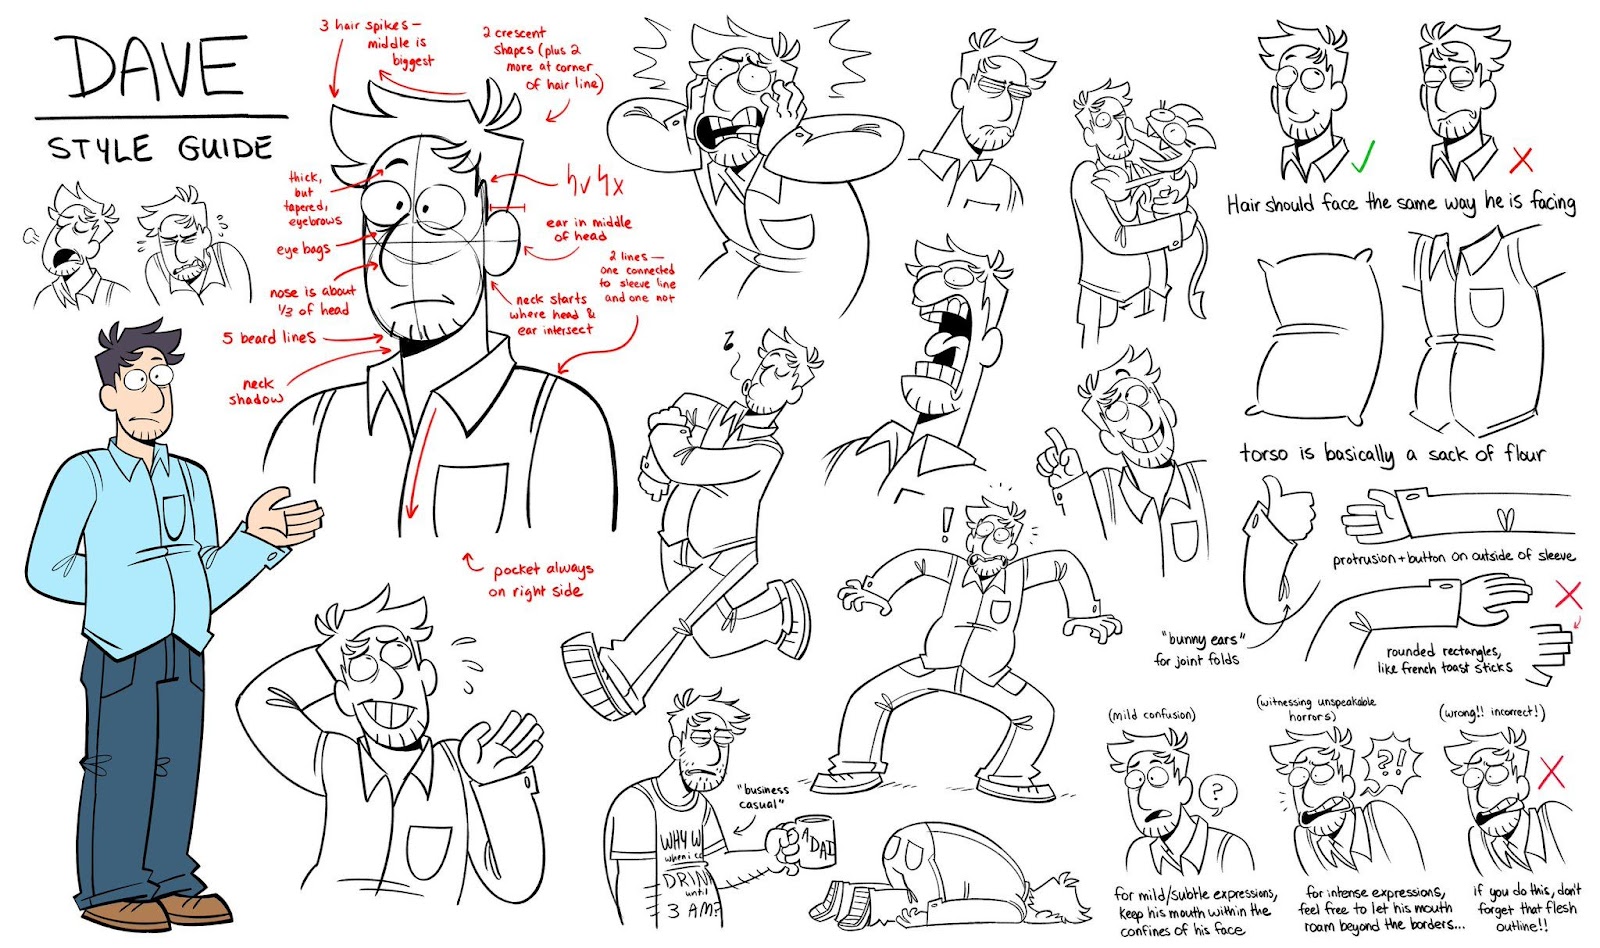 DAVE
STYLE GUIDE
3 hair spikes—
middle is
biggest
2 crescent
shapes (plus 2
more at corner
of hair line)
thick,
but
tapered,
eyebrows
eye bags
nose is about
1/3 of head
5 beard lines
neck
shadow
ear in middle
of head
2 lines—
one connected
to sleeve line
and one not
neck starts
where head &
ear intersect
pocket always
on right side
Hair should face the same way he is facing
torso is basically a sack of flour
protrusion + button on outside of sleeve
"bunny ears"
for joint folds
rounded rectangles,
like french toast sticks
!
"business
casual"
WHY W
when i co
DRIN
until
3 AM?
DAD
(mild confusion)
?
for mild/subtle expressions,
keep his mouth within the
confines of his face
(witnessing unspeakable
horrors)
?!
for intense expressions,
feel free to let his mouth
roam beyond the borders...
(wrong!! incorrect!)
if you do this, don't
forget that flesh
outline!!